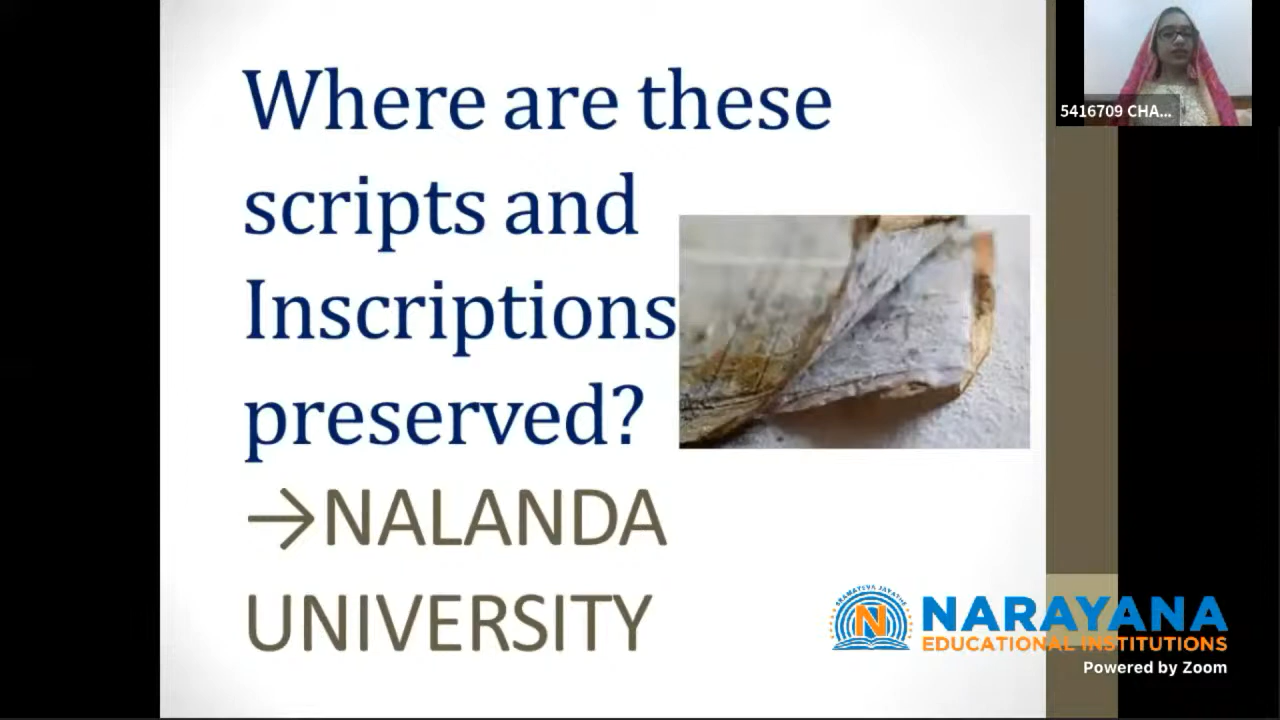 Where are these
scripts and
Inscriptions
preserved?
→NALANDA
UNIVERSITY
5416709 CHA...
N
NARAYANA
EDUCATIONAL INSTITUTIONS
Powered by Zoom